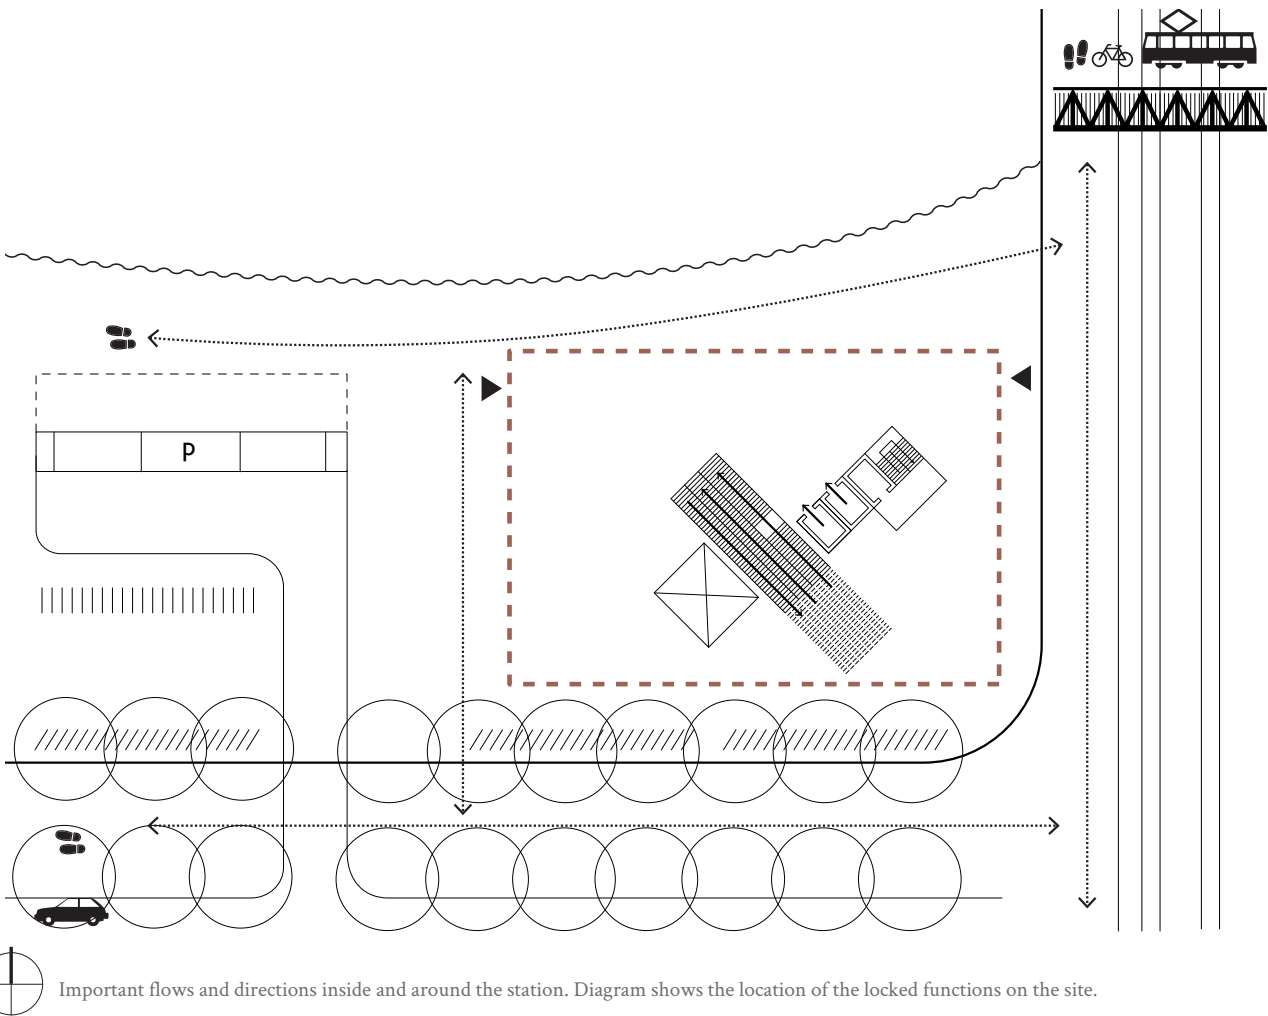 P
Important flows and directions inside and around the station. Diagram shows the location of the locked functions on the site.